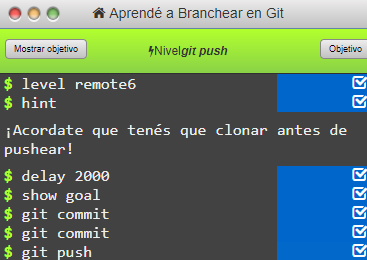 Aprendé a Branchear en Git
Mostrar objetivo
Nivel git push
Objetivo
$ level remote6
$ hint
¡Acordate que tenés que clonar antes de
pushear!
$ delay 2000
$ show goal
$ git commit
$ git commit
$ git push